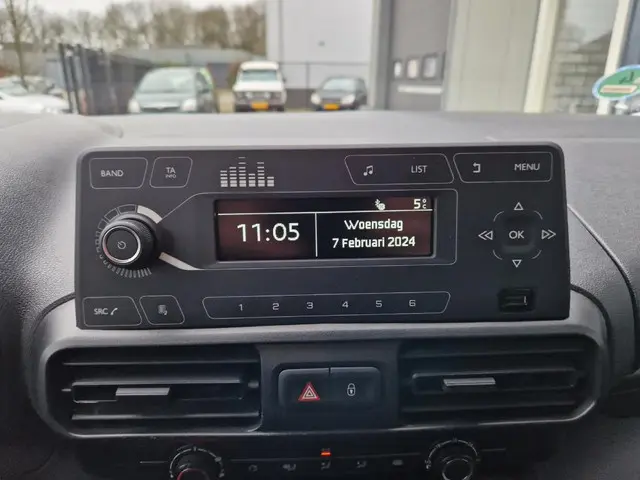 BAND
TA
INFO
LIST
MENU
5°C
11:05
Woensdag
7 Februari 2024
OK
SRC
1 2 3 4 5 6